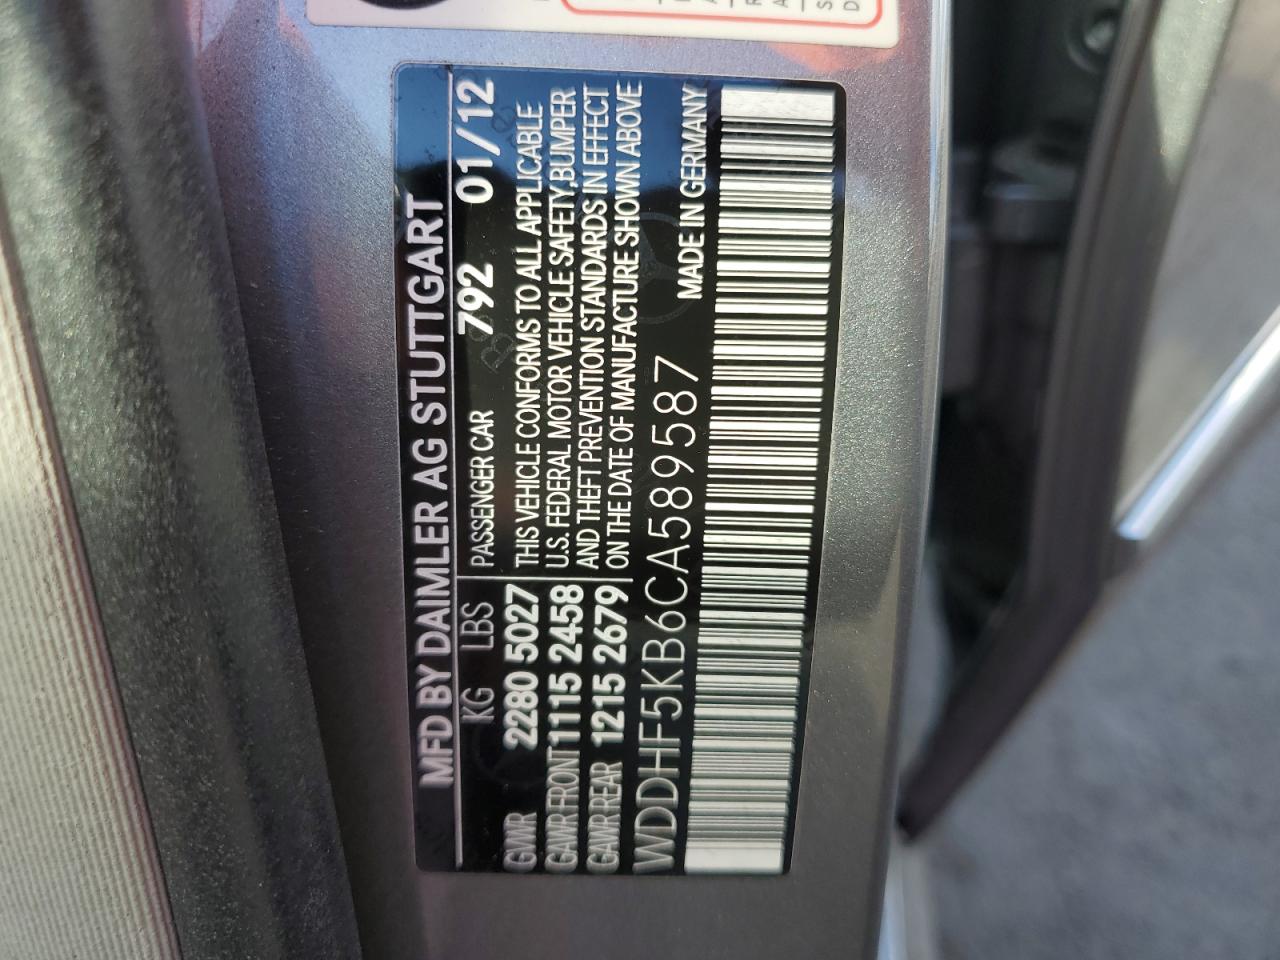 MFD BY DAIMLER AG STUTTGART
KG LBS PASSENGER CAR 792 01/12
GVWR 2280 5027 THIS VEHICLE CONFORMS TO ALL APPLICABLE
GAWR FRONT 1115 2458 U.S. FEDERAL MOTOR VEHICLE SAFETY, BUMPER
GAWR REAR 1215 2679 AND THEFT PREVENTION STANDARDS IN EFFECT
ON THE DATE OF MANUFACTURE SHOWN ABOVE
WDDHF5KB6CA589587 MADE IN GERMANY